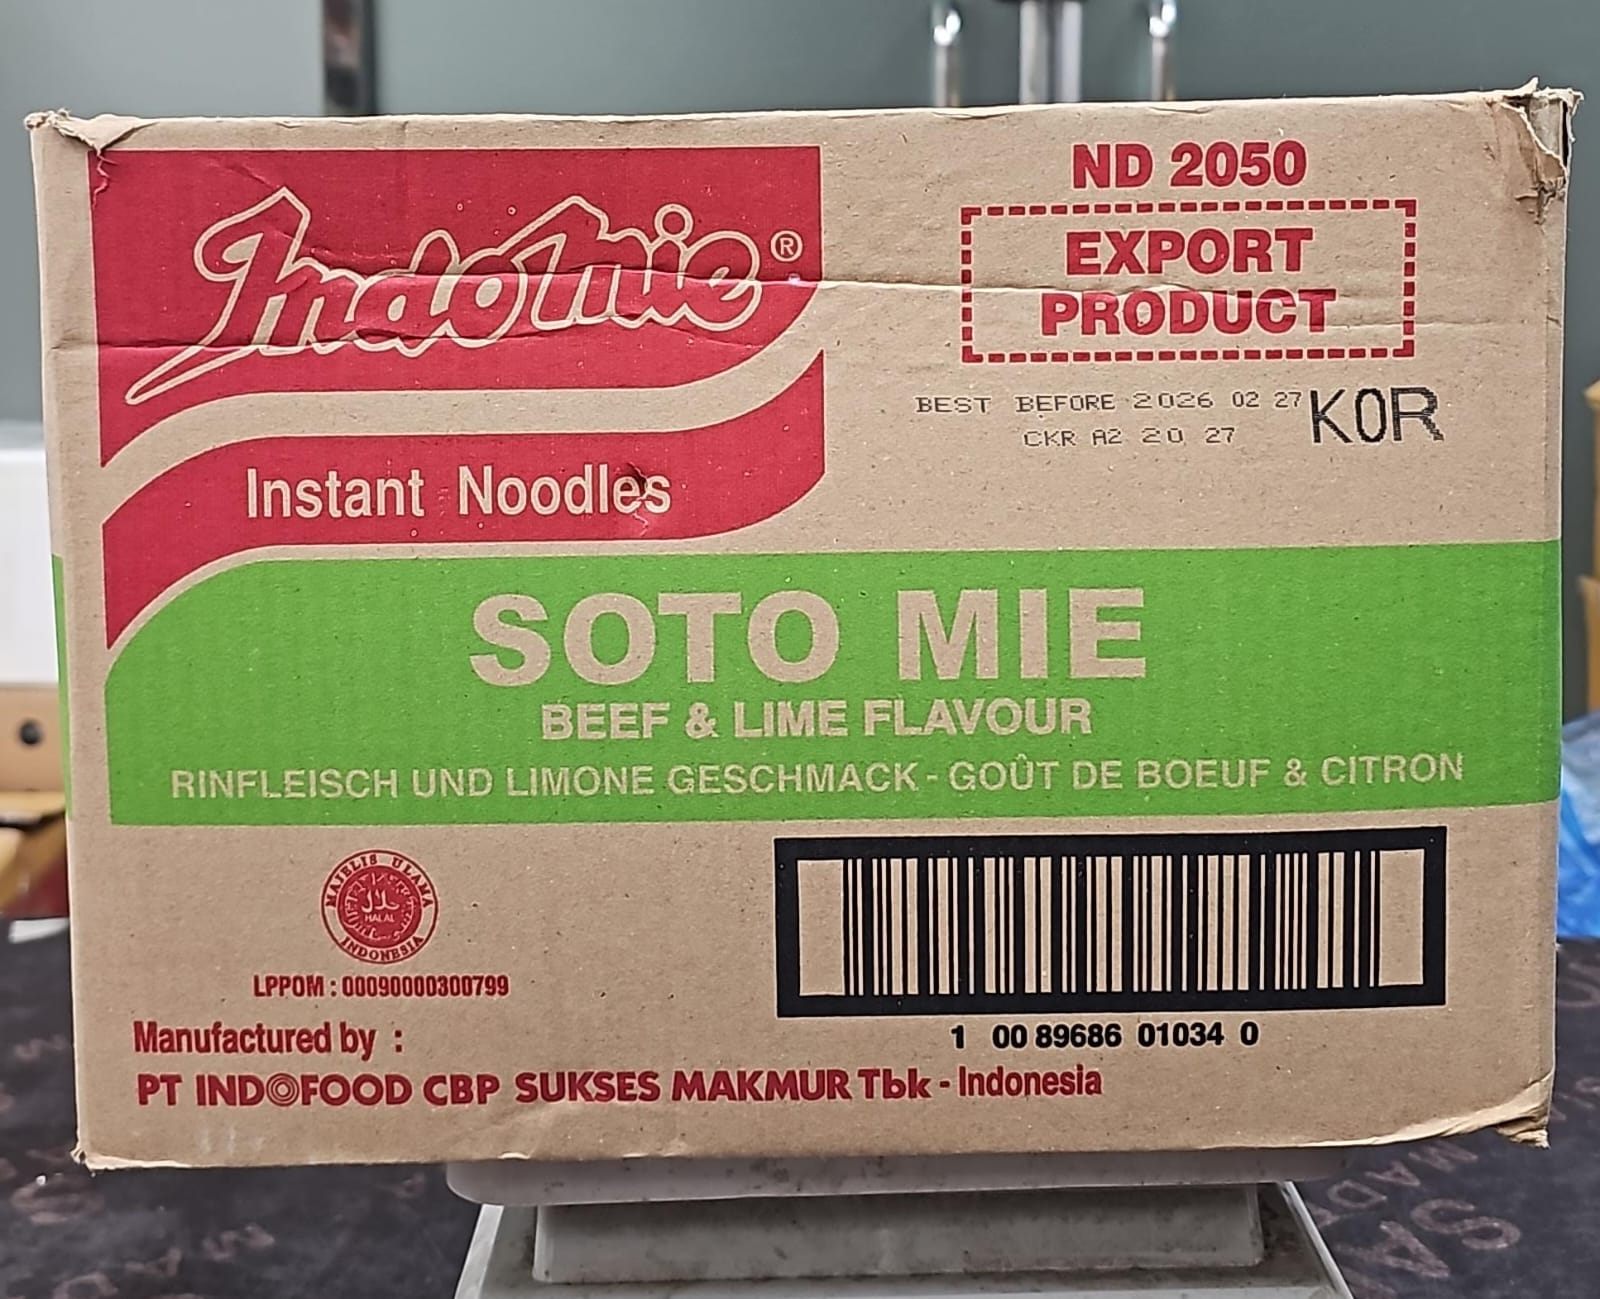 Indomie®
Instant Noodles
ND 2050
EXPORT
PRODUCT
BEST BEFORE 2026 02 27
CKR A2 20 27
KOR
SOTO MIE
BEEF & LIME FLAVOUR
RINFLEISCH UND LIMONE GESCHMACK - GOÛT DE BOEUF & CITRON
MAJELIS ULAMA
HALAL
INDONESIA
LPPOM : 00090000300799
1 00 89686 01034 0
Manufactured by :
PT INDOFOOD CBP SUKSES MAKMUR Tbk - Indonesia